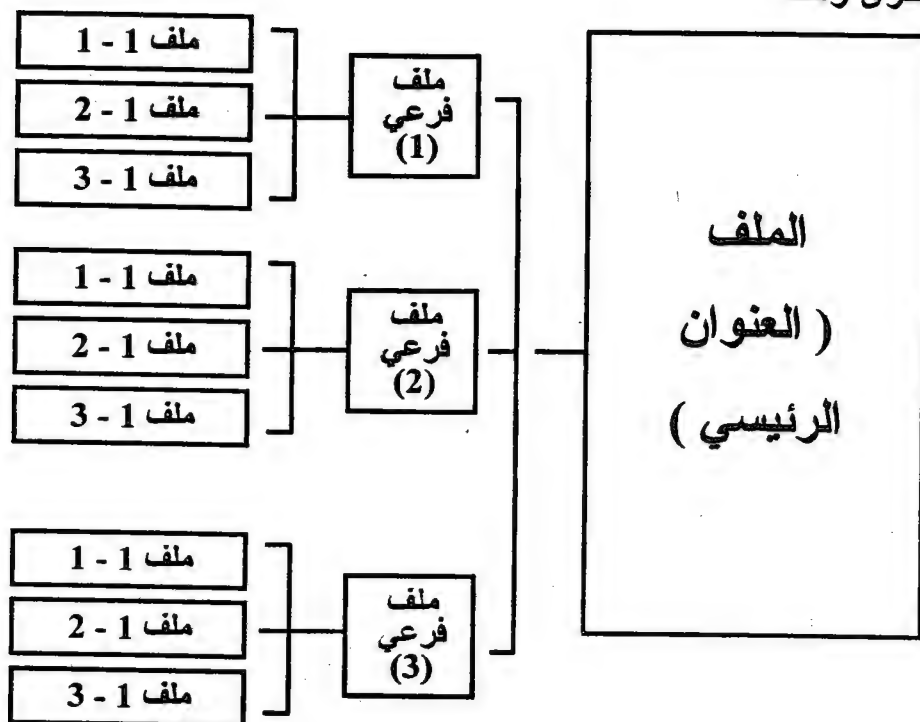 الملف
( العنوان
الرئيسي )
ملف
فرعي
(1)
ملف 1 - 1
ملف 1 - 2
ملف 1 - 3
ملف
فرعي
(2)
ملف 1 - 1
ملف 1 - 2
ملف 1 - 3
ملف
فرعي
(3)
ملف 1 - 1
ملف 1 - 2
ملف 1 - 3